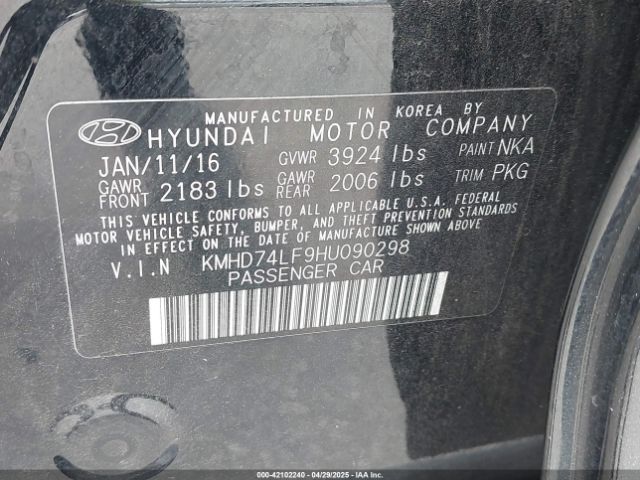 MANUFACTURED IN KOREA BY
HYUNDAI MOTOR COMPANY
JAN/11/16 GVWR 3924 lbs PAINT NKA
GAWR FRONT 2183 lbs GAWR REAR 2006 lbs TRIM PKG
THIS VEHICLE CONFORMS TO ALL APPLICABLE U.S.A. FEDERAL
MOTOR VEHICLE SAFETY, BUMPER, AND THEFT PREVENTION STANDARDS
IN EFFECT ON THE DATE OF MANUFACTURE SHOWN ABOVE.
V.I.N KMHD74LF9HU090298
PASSENGER CAR
000-42102240 - 04/29/2025 - IAAI.COM